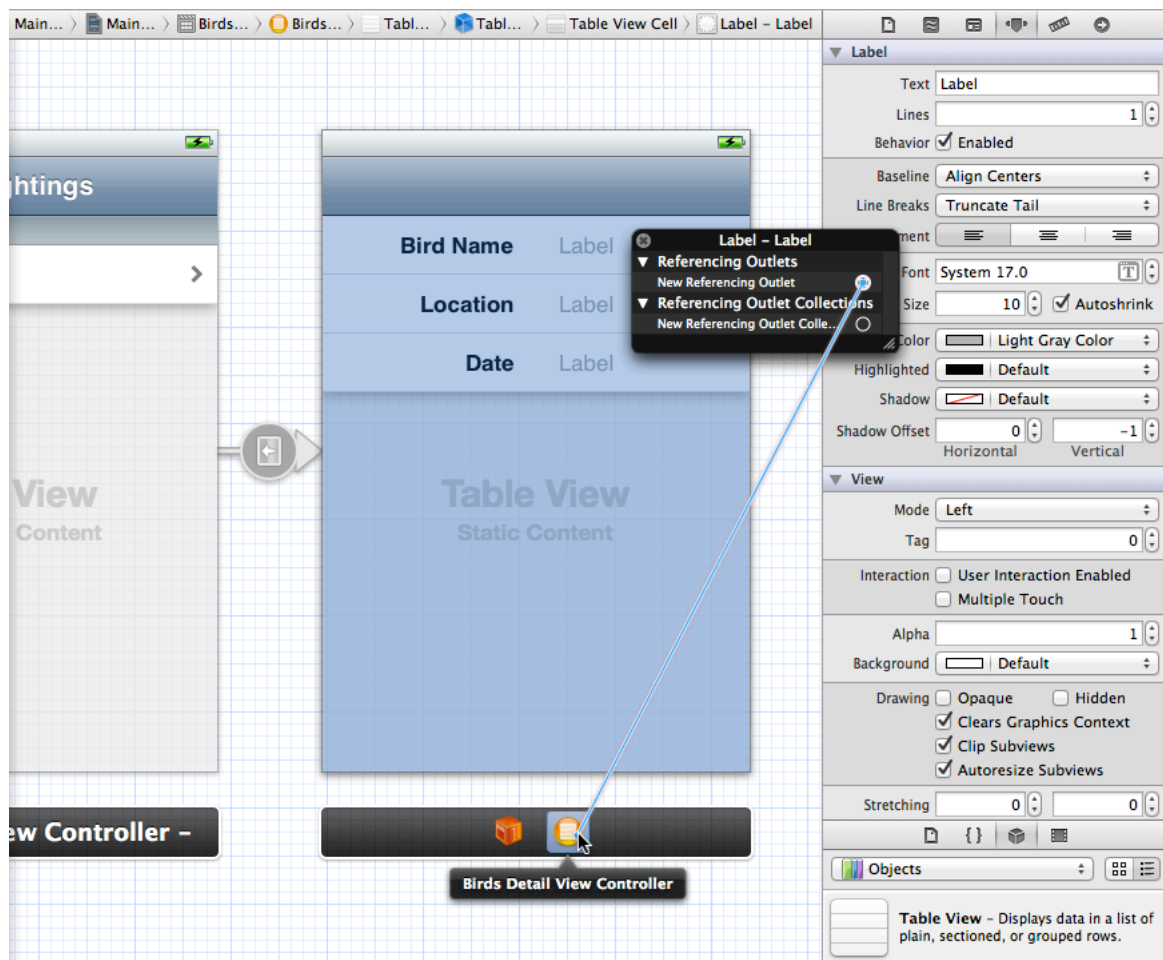 Main... Main... Birds... Birds... Tabl... Tabl... Table View Cell Label – Label
Label
Text Label
Lines 1
Behavior Enabled
Baseline Align Centers
Line Breaks Truncate Tail
ment
Font System 17.0
Size 10 Autoshrink
Color Light Gray Color
Highlighted Default
Shadow Default
Shadow Offset 0 -1
Horizontal Vertical
View
Mode Left
Tag 0
Interaction User Interaction Enabled
Multiple Touch
Alpha 1
Background Default
Drawing Opaque Hidden
Clears Graphics Context
Clip Subviews
Autoresize Subviews
Stretching 0 0
Objects
Table View – Displays data in a list of
plain, sectioned, or grouped rows.
htings
View
Content
ew Controller –
Bird Name Label
Location Label
Date Label
Table View
Static Content
Label – Label
Referencing Outlets
New Referencing Outlet
Referencing Outlet Collections
New Referencing Outlet Colle...
Birds Detail View Controller